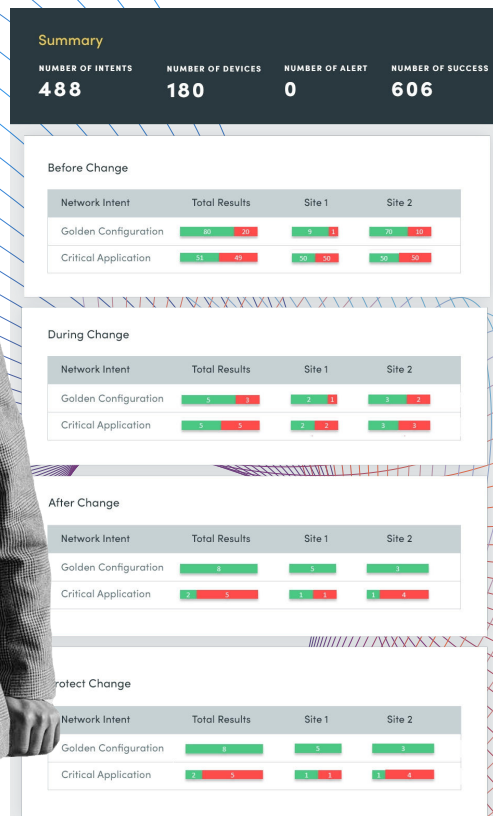 Summary
NUMBER OF INTENTS NUMBER OF DEVICES NUMBER OF ALERT NUMBER OF SUCCESS
488 180 0 606
Before Change
Network Intent Total Results Site 1 Site 2
Golden Configuration 60 20 9 1 70 10
Critical Application 51 49 50 50 50 50
During Change
Network Intent Total Results Site 1 Site 2
Golden Configuration 5 3 2 1 3 2
Critical Application 5 5 2 2 3 3
After Change
Network Intent Total Results Site 1 Site 2
Golden Configuration 8 5 3
Critical Application 2 5 1 1 1 4
rotect Change
Network Intent Total Results Site 1 Site 2
Golden Configuration 8 5 3
Critical Application 2 5 1 1 1 4